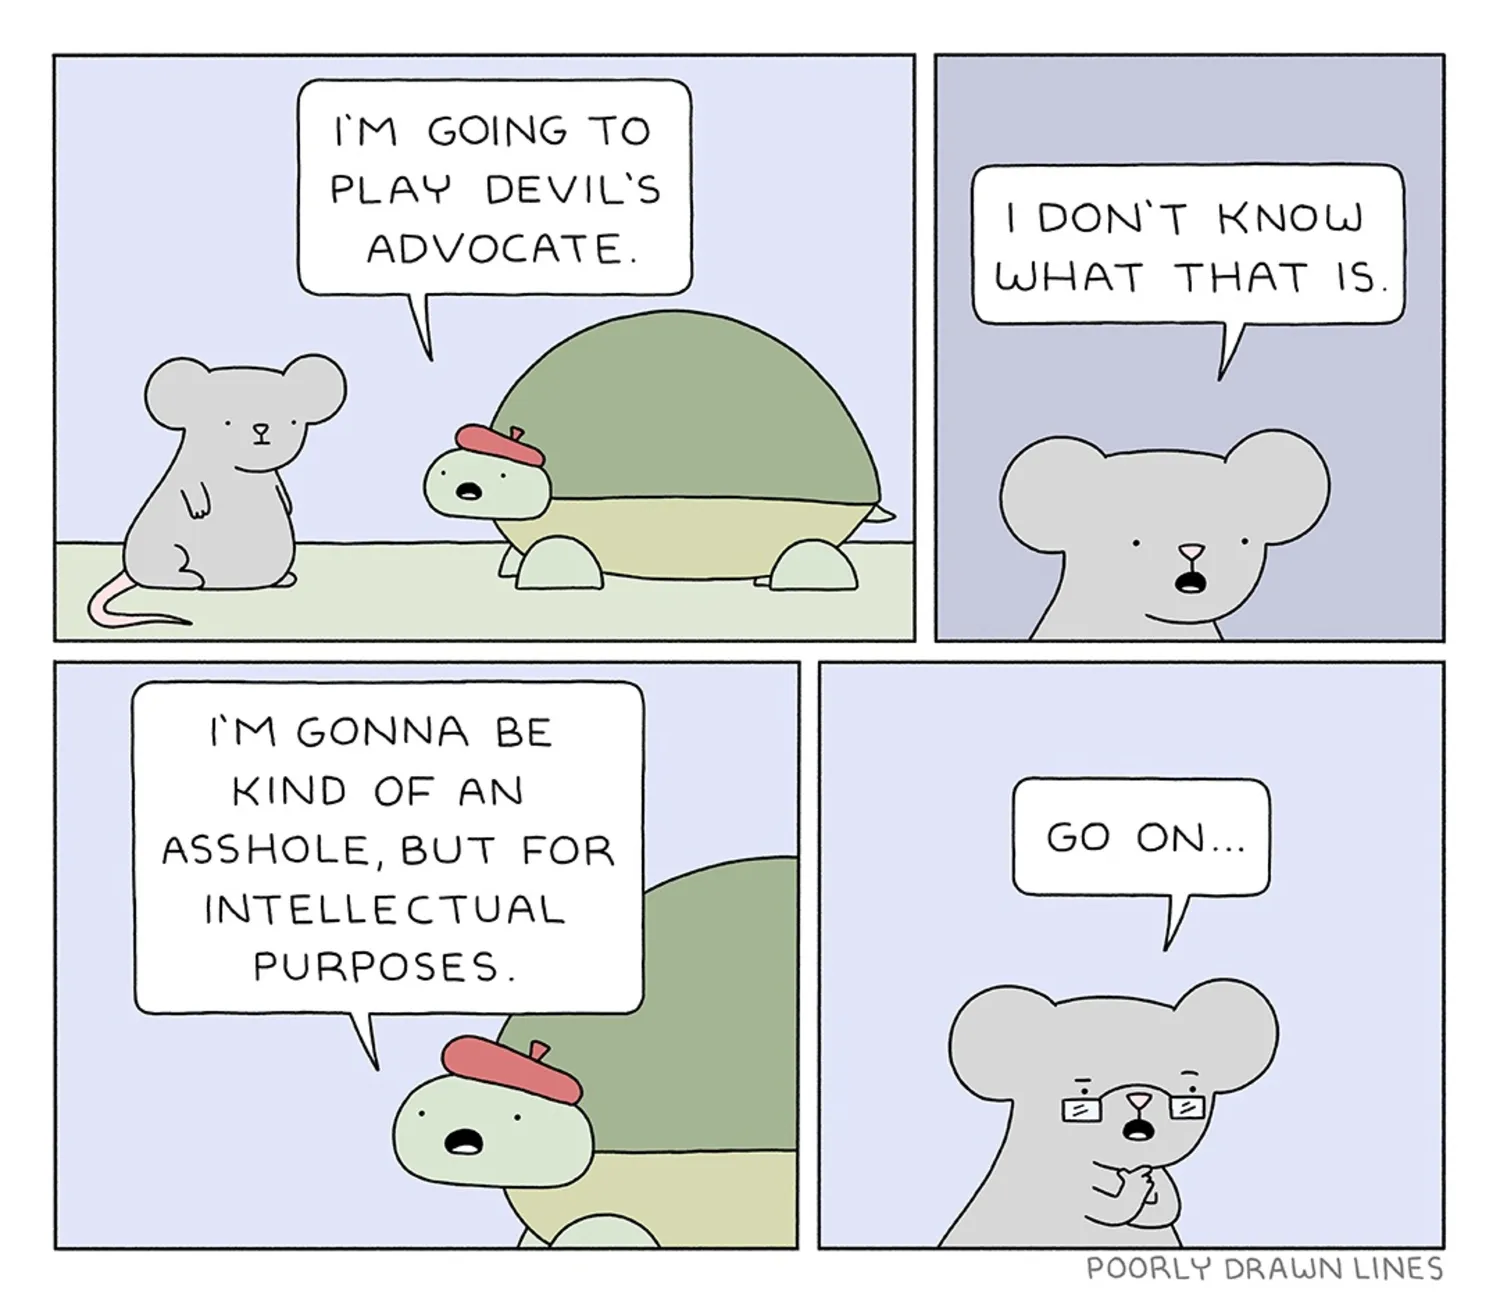 I'M GOING TO
PLAY DEVIL'S
ADVOCATE.
I DON'T KNOW
WHAT THAT IS.
I'M GONNA BE
KIND OF AN
ASSHOLE, BUT FOR
INTELLECTUAL
PURPOSES.
GO ON...
POORLY DRAWN LINES